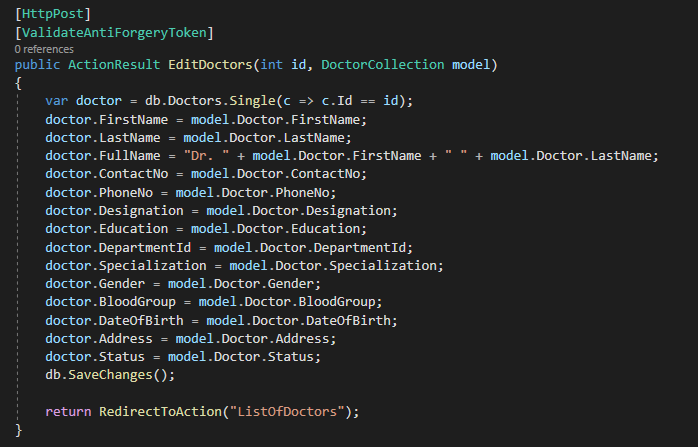 [HttpPost]
[ValidateAntiForgeryToken]
0 references
public ActionResult EditDoctors(int id, DoctorCollection model)
{
    var doctor = db.Doctors.Single(c => c.Id == id);
    doctor.FirstName = model.Doctor.FirstName;
    doctor.LastName = model.Doctor.LastName;
    doctor.FullName = "Dr. " + model.Doctor.FirstName + " " + model.Doctor.LastName;
    doctor.ContactNo = model.Doctor.ContactNo;
    doctor.PhoneNo = model.Doctor.PhoneNo;
    doctor.Designation = model.Doctor.Designation;
    doctor.Education = model.Doctor.Education;
    doctor.DepartmentId = model.Doctor.DepartmentId;
    doctor.Specialization = model.Doctor.Specialization;
    doctor.Gender = model.Doctor.Gender;
    doctor.BloodGroup = model.Doctor.BloodGroup;
    doctor.DateOfBirth = model.Doctor.DateOfBirth;
    doctor.Address = model.Doctor.Address;
    doctor.Status = model.Doctor.Status;
    db.SaveChanges();

    return RedirectToAction("ListOfDoctors");
}